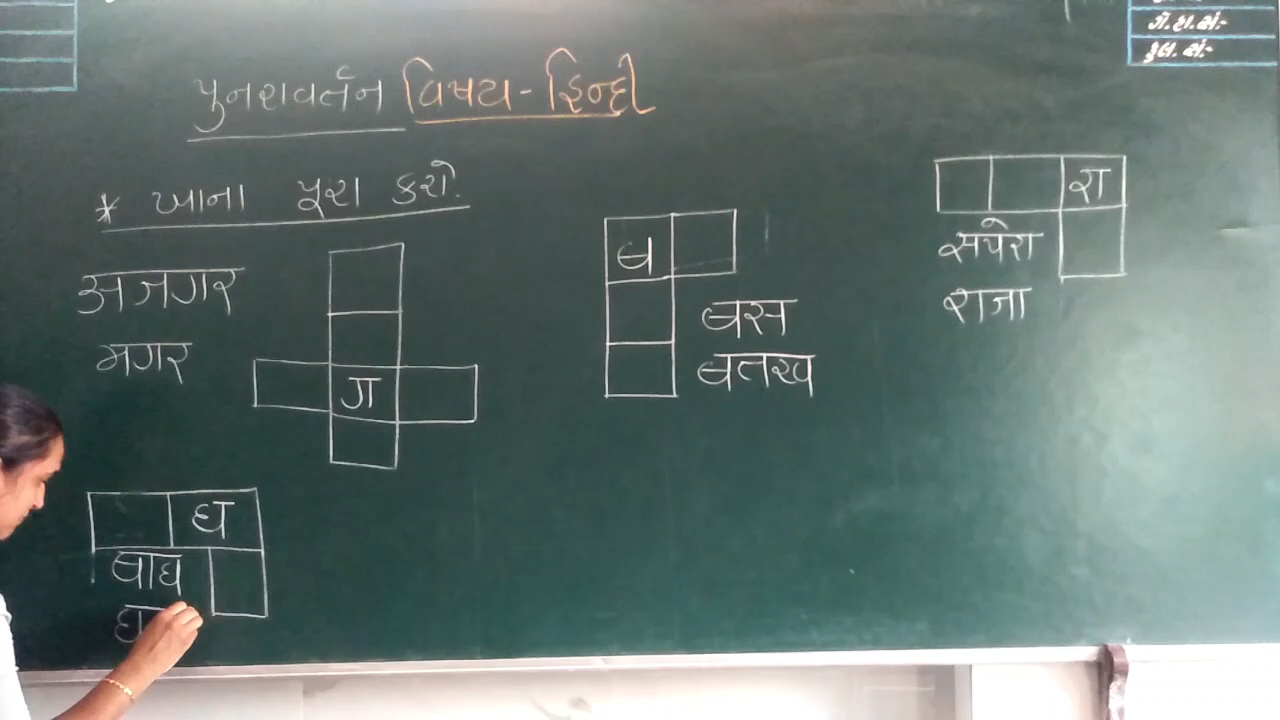 ગે.હા.સં:-
કુલ. સં:-
પુનરાવર્તન વિષય - હિન્દી
* ખાના પૂરા કરો.
રા
सपेरा
राजा
अजगर
मगर
ग
ब
बस
बतख
घ
बाघ
घ